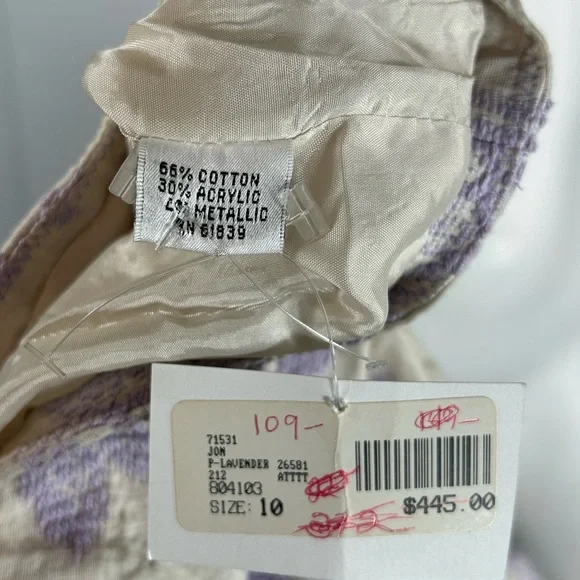 66% COTTON
30% ACRYLIC
4% METALLIC
RN 61839
109-
149-
71531
JON
P-LAVENDER 26581
212 ATTTT
804103
SIZE: 10
$445.00